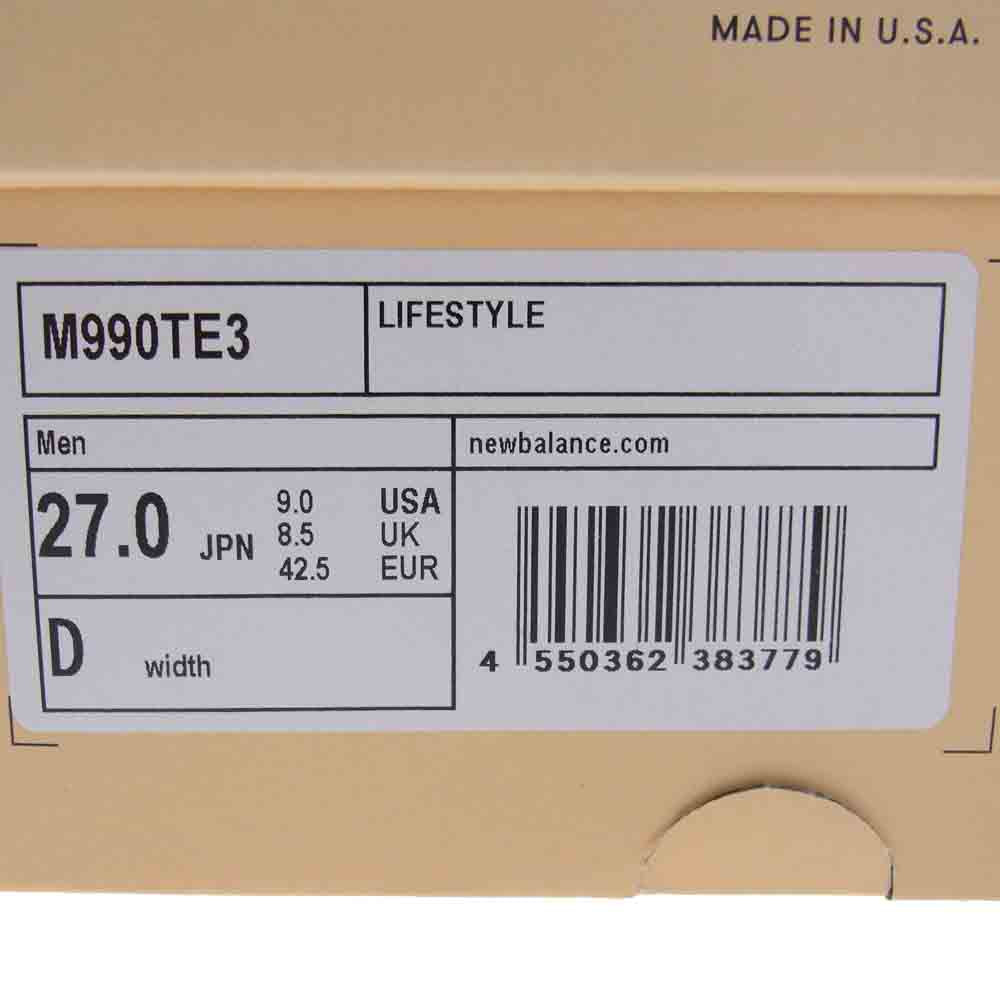 MADE IN U.S.A.
M990TE3
LIFESTYLE
Men
newbalance.com
27.0 JPN
9.0 USA
8.5 UK
42.5 EUR
D width
4 550362 383779